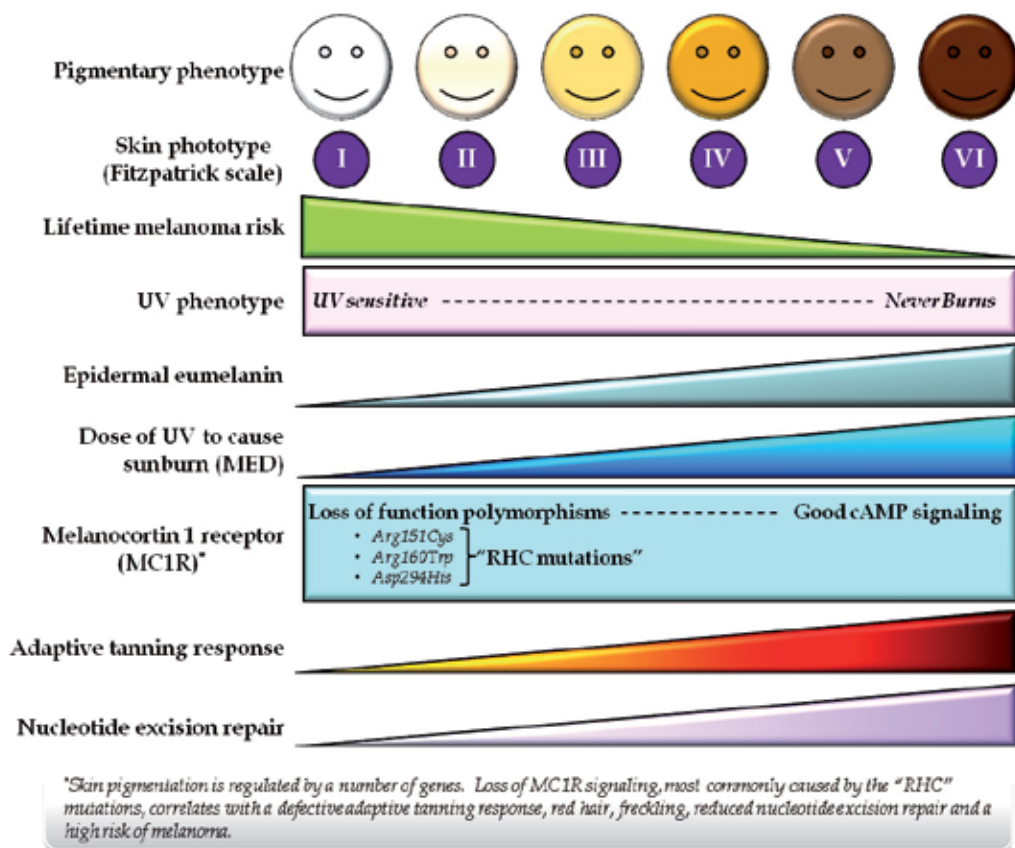 Pigmentary phenotype
Skin phototype
(Fitzpatrick scale)
I II III IV V VI
Lifetime melanoma risk
UV phenotype
UV sensitive ---------------------------- Never Burns
Epidermal eumelanin
Dose of UV to cause
sunburn (MED)
Melanocortin 1 receptor
(MC1R)*
Loss of function polymorphisms ------------ Good cAMP signaling
• Arg151Cys
• Arg160Trp
• Asp294His
"RHC mutations"
Adaptive tanning response
Nucleotide excision repair
*Skin pigmentation is regulated by a number of genes. Loss of MC1R signaling, most commonly caused by the "RHC"
mutations, correlates with a defective adaptive tanning response, red hair, freckling, reduced nucleotide excision repair and a
high risk of melanoma.